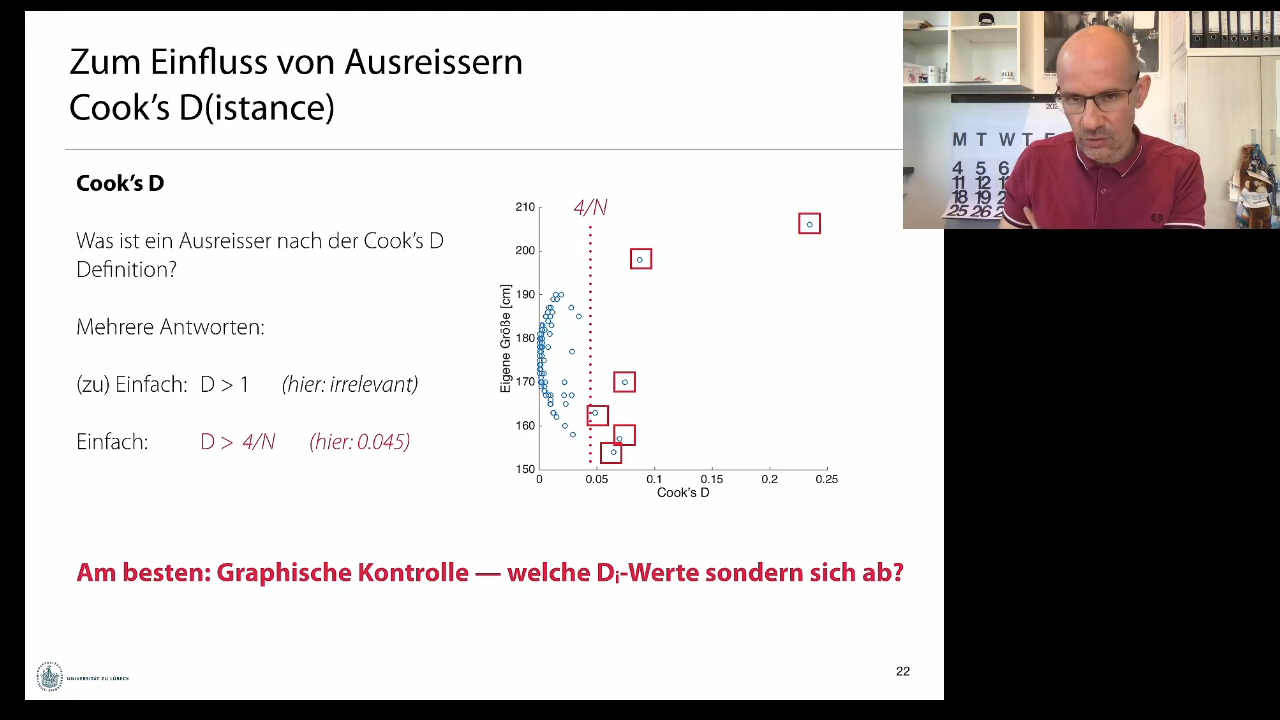 Zum Einfluss von Ausreissern
Cook's D(istance)
Cook's D
Was ist ein Ausreisser nach der Cook's D
Definition?
Mehrere Antworten:
(zu) Einfach: D > 1 (hier: irrelevant)
Einfach: D > 4/N (hier: 0.045)
4/N
210
200
190
180
170
160
150
Eigene Größe [cm]
0 0.05 0.1 0.15 0.2 0.25
Cook's D
Am besten: Graphische Kontrolle — welche Di-Werte sondern sich ab?
UNIVERSITÄT ZU LÜBECK
22
M T W T F
4 5 6
11 12
18 19
25 26